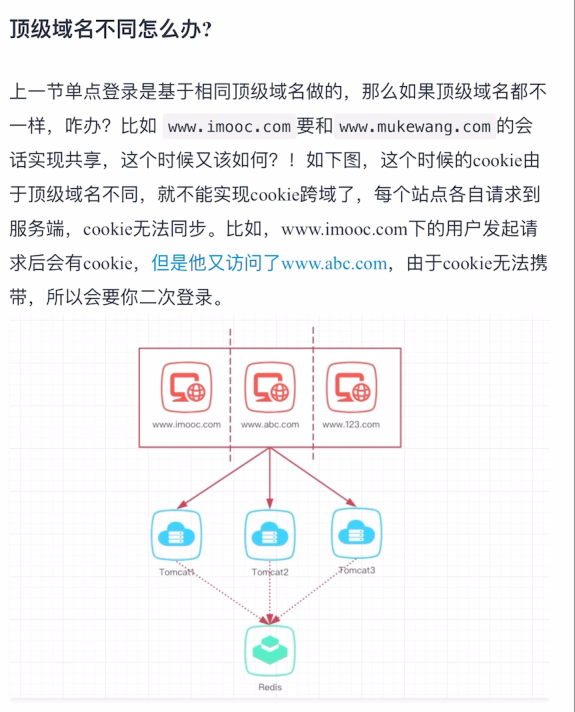 顶级域名不同怎么办?
上一节单点登录是基于相同顶级域名做的，那么如果顶级域名都不
一样，咋办？比如 www.imooc.com 要和 www.mukewang.com 的会
话实现共享，这个时候又该如何？！如下图，这个时候的cookie由
于顶级域名不同，就不能实现cookie跨域了，每个站点各自请求到
服务端，cookie无法同步。比如，www.imooc.com下的用户发起请
求后会有cookie，但是他又访问了www.abc.com，由于cookie无法携
带，所以会要你二次登录。
www.imooc.com www.abc.com www.123.com
Tomcat1 Tomcat2 Tomcat3
Redis